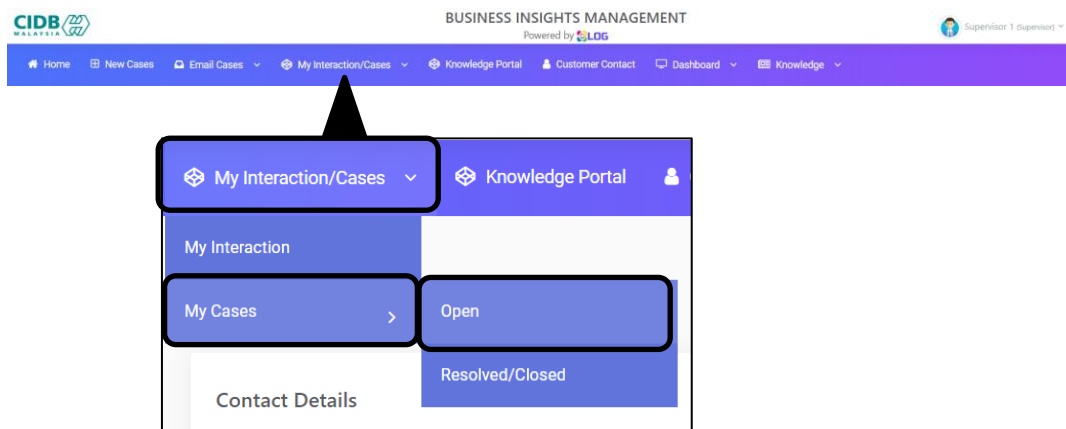 CIDB
MALAYSIA
BUSINESS INSIGHTS MANAGEMENT
Powered by SLOG
Supervisor 1 (Supervisor)
Home New Cases Email Cases My Interaction/Cases Knowledge Portal Customer Contact Dashboard Knowledge
My Interaction/Cases Knowledge Portal
My Interaction
My Cases Open
Resolved/Closed
Contact Details